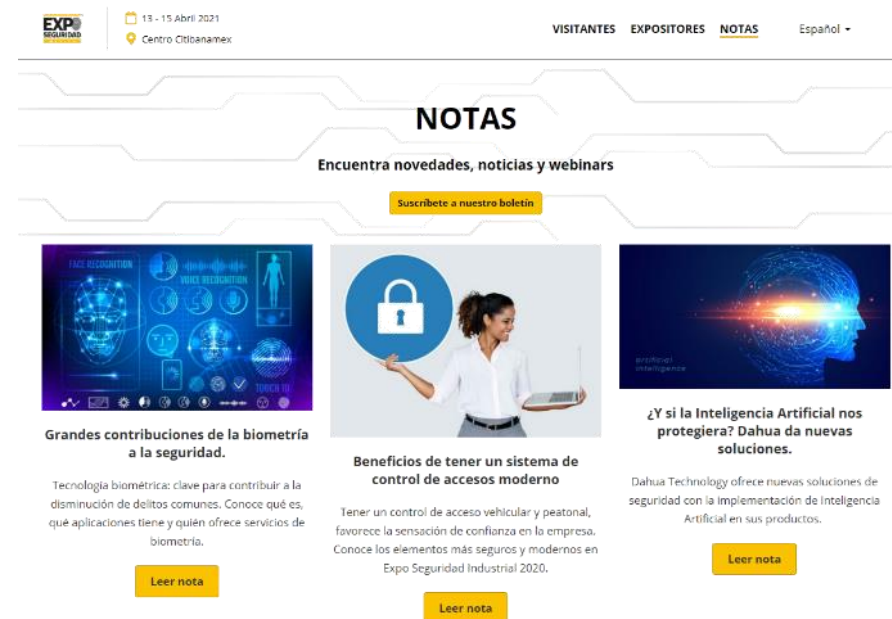 EXPO
SEGURIDAD
13 - 15 Abril 2021
Centro Citibanamex
VISITANTES EXPOSITORES NOTAS Español
NOTAS
Encuentra novedades, noticias y webinars
Suscríbete a nuestro boletín
FACE RECOGNITION
VOICE RECOGNITION
TOUCH ID
Grandes contribuciones de la biometría
a la seguridad.
Tecnología biométrica: clave para contribuir a la
disminución de delitos comunes. Conoce qué es,
qué aplicaciones tiene y quién ofrece servicios de
biometría.
Leer nota
Beneficios de tener un sistema de
control de accesos moderno
Tener un control de acceso vehicular y peatonal,
favorece la sensación de confianza en la empresa.
Conoce los elementos más seguros y modernos en
Expo Seguridad Industrial 2020.
Leer nota
artificial
intelligence
¿Y si la Inteligencia Artificial nos
protegiera? Dahua da nuevas
soluciones.
Dahua Technology ofrece nuevas soluciones de
seguridad con la implementación de Inteligencia
Artificial en sus productos.
Leer nota